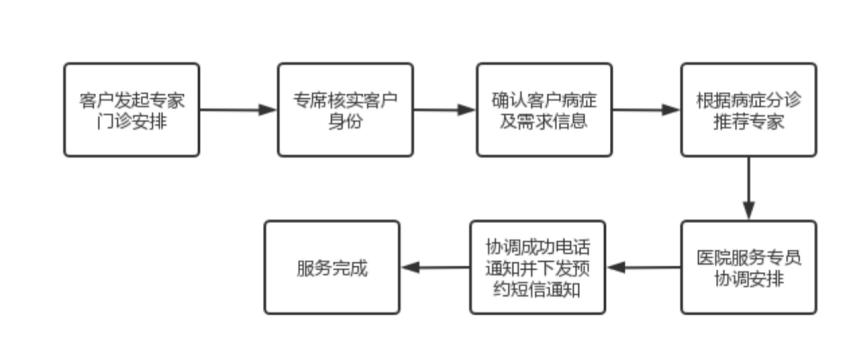 客户发起专家
门诊安排
专席核实客户
身份
确认客户病症
及需求信息
根据病症分诊
推荐专家
医院服务专员
协调安排
协调成功电话
通知并下发预
约短信通知
服务完成